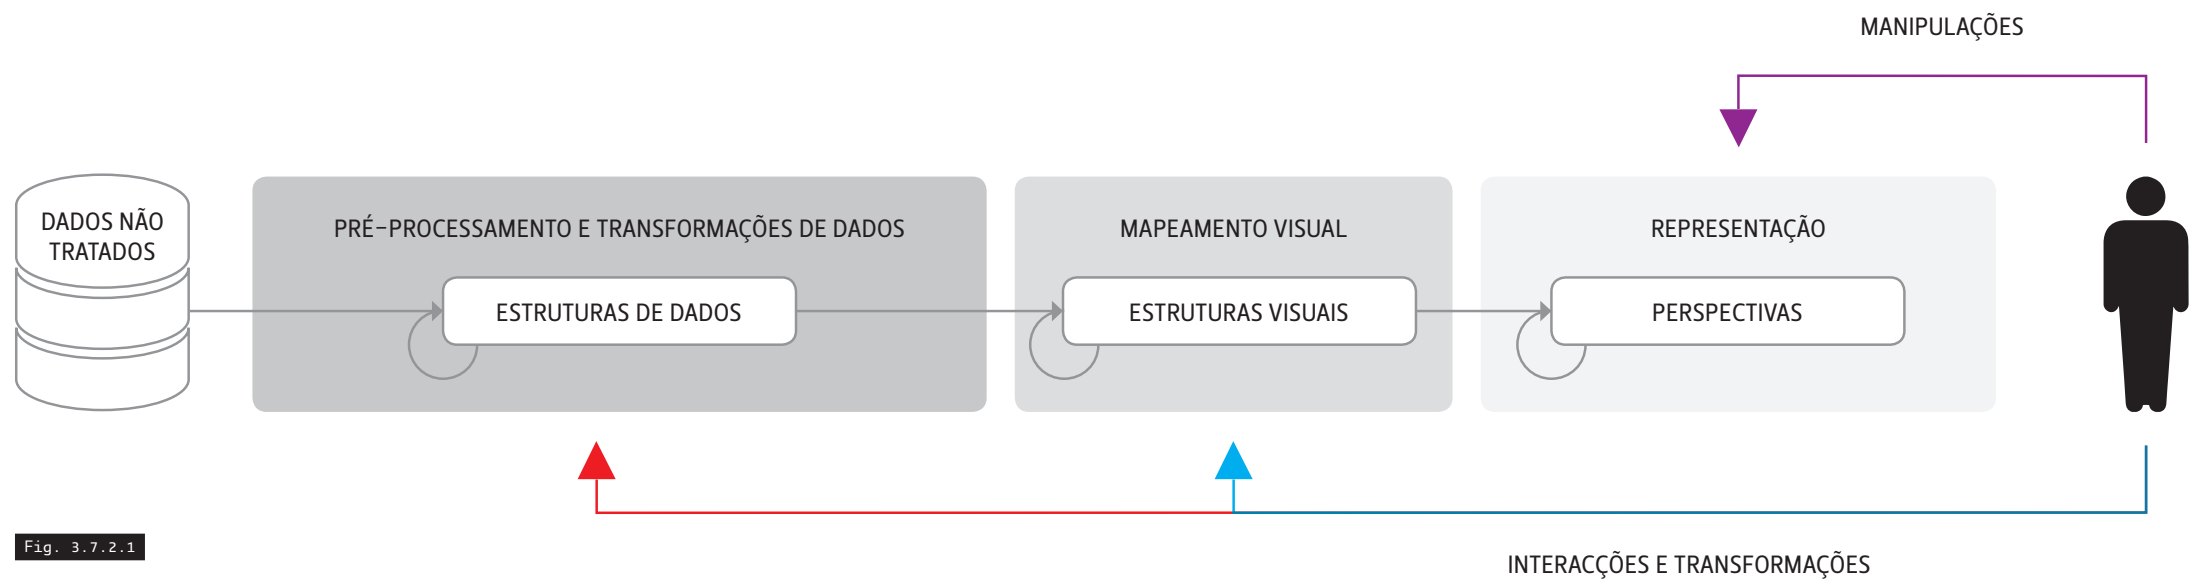 MANIPULAÇÕES
DADOS NÃO
TRATADOS
PRÉ-PROCESSAMENTO E TRANSFORMAÇÕES DE DADOS
ESTRUTURAS DE DADOS
MAPEAMENTO VISUAL
ESTRUTURAS VISUAIS
REPRESENTAÇÃO
PERSPECTIVAS
Fig. 3.7.2.1
INTERACÇÕES E TRANSFORMAÇÕES